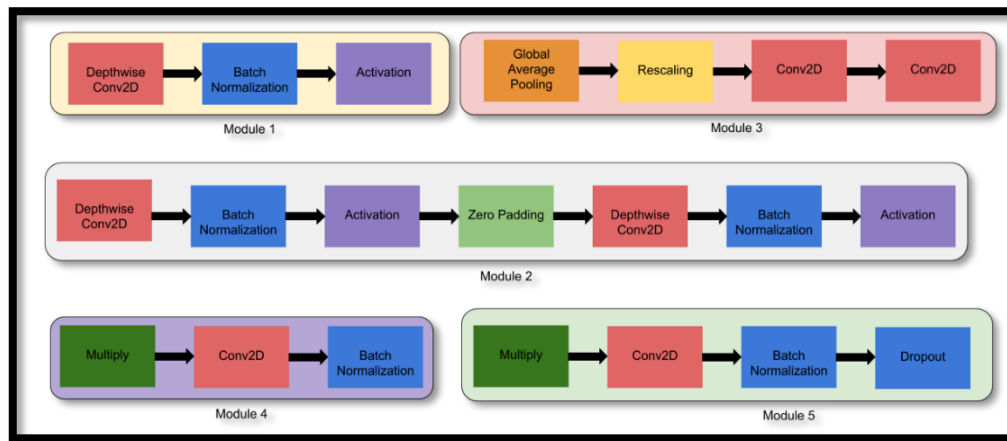 Depthwise
Conv2D
Batch
Normalization
Activation
Module 1
Global
Average
Pooling
Rescaling
Conv2D
Conv2D
Module 3
Depthwise
Conv2D
Batch
Normalization
Activation
Zero Padding
Depthwise
Conv2D
Batch
Normalization
Activation
Module 2
Multiply
Conv2D
Batch
Normalization
Module 4
Multiply
Conv2D
Batch
Normalization
Dropout
Module 5